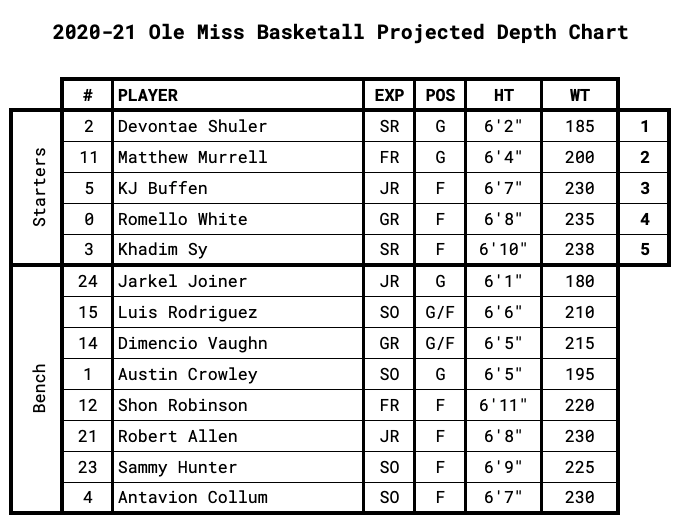 2020-21 Ole Miss Basketall Projected Depth Chart
# PLAYER EXP POS HT WT
Starters
2 Devontae Shuler SR G 6'2" 185 1
11 Matthew Murrell FR G 6'4" 200 2
5 KJ Buffen JR F 6'7" 230 3
0 Romello White GR F 6'8" 235 4
3 Khadim Sy SR F 6'10" 238 5
Bench
24 Jarkel Joiner JR G 6'1" 180
15 Luis Rodriguez SO G/F 6'6" 210
14 Dimencio Vaughn GR G/F 6'5" 215
1 Austin Crowley SO G 6'5" 195
12 Shon Robinson FR F 6'11" 220
21 Robert Allen JR F 6'8" 230
23 Sammy Hunter SO F 6'9" 225
4 Antavion Collum SO F 6'7" 230